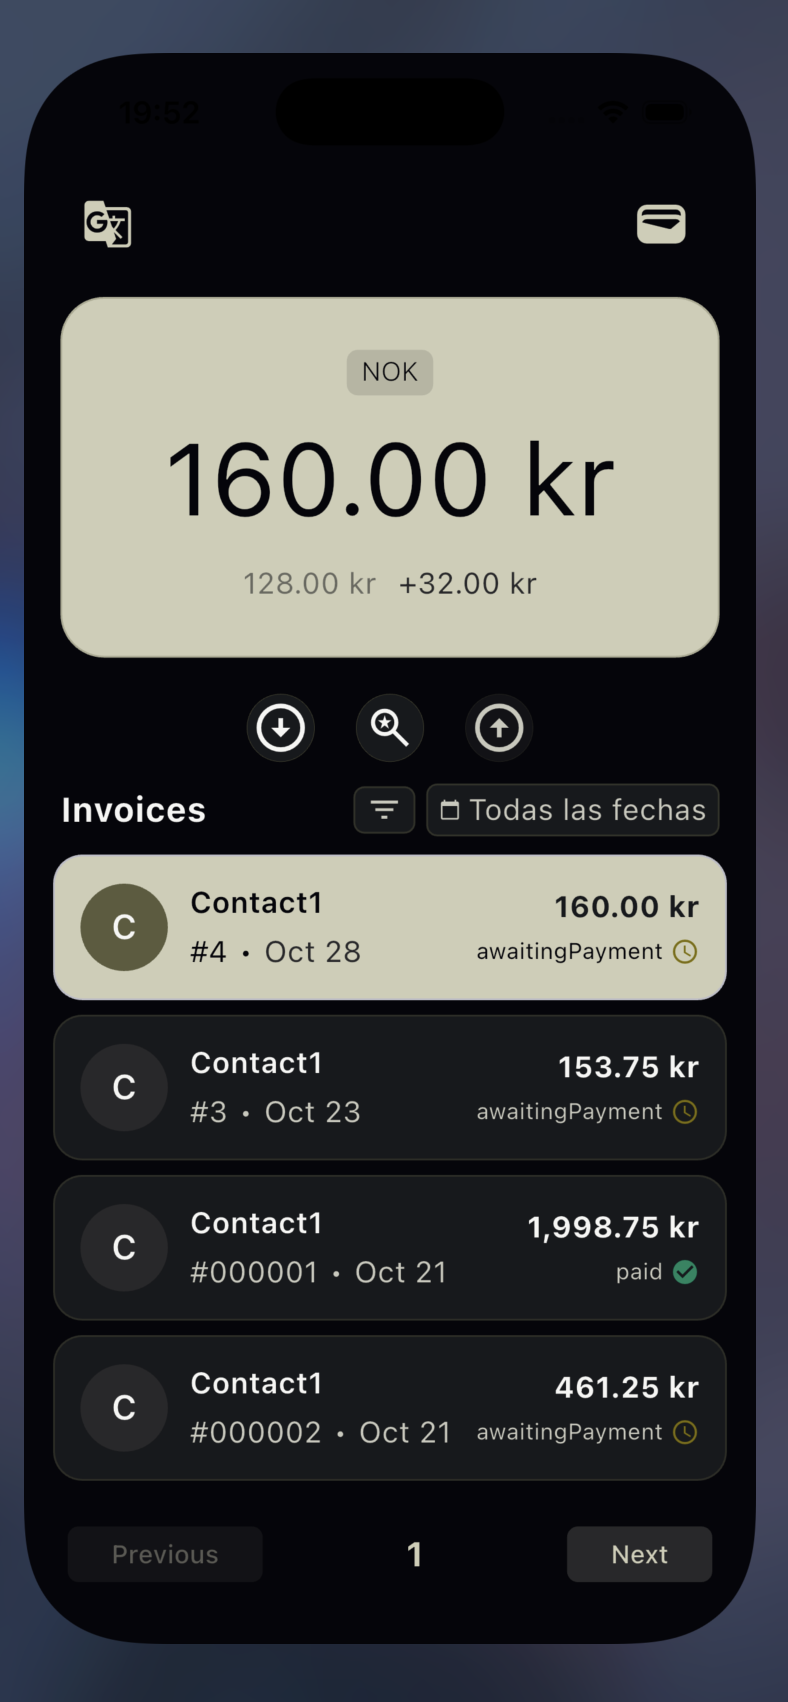 19:52
NOK
160.00 kr
128.00 kr +32.00 kr
Invoices
Todas las fechas
Contact1
160.00 kr
#4 • Oct 28
awaitingPayment
Contact1
153.75 kr
#3 • Oct 23
awaitingPayment
Contact1
1,998.75 kr
#000001 • Oct 21
paid
Contact1
461.25 kr
#000002 • Oct 21
awaitingPayment
Previous
1
Next